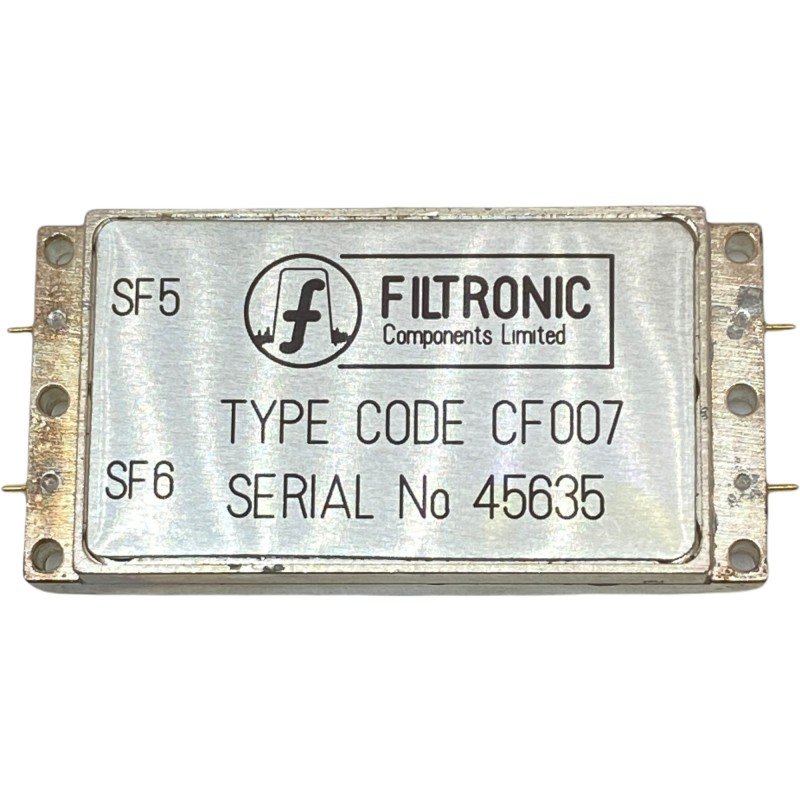 SF5
f
FILTRONIC
Components Limited
TYPE CODE CF007
SF6
SERIAL No 45635